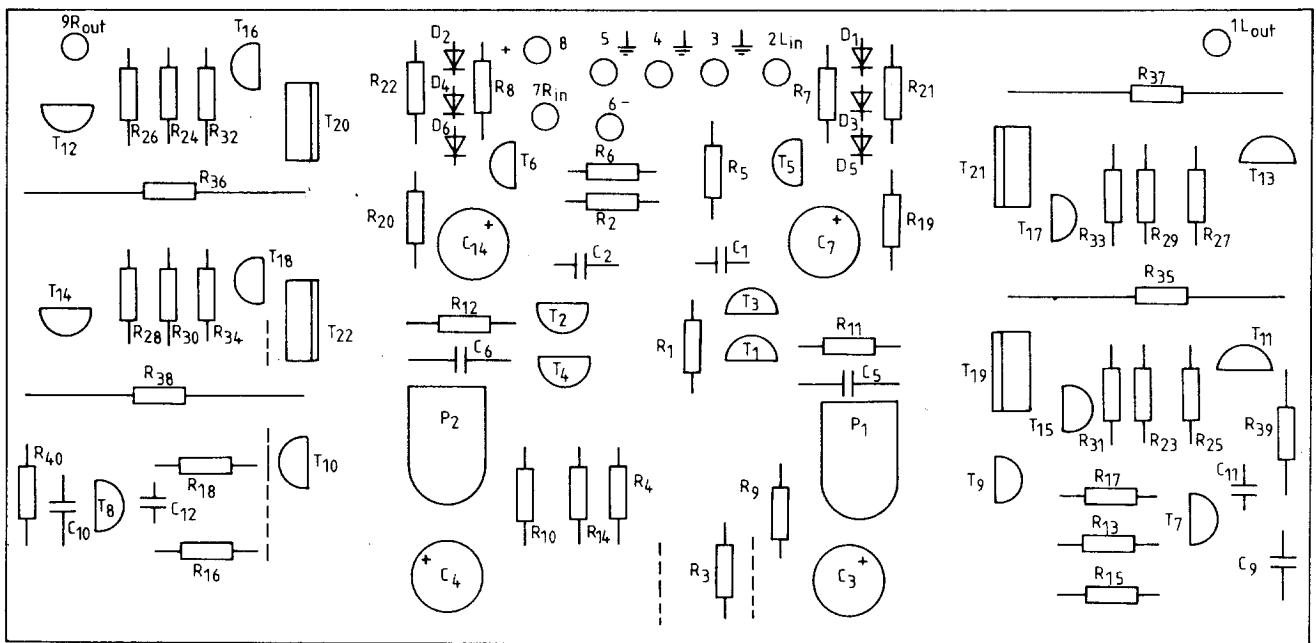 9Rout
T16
D2
+
8
5
4
3
2Lin
D1
1Lout
R22
D4
R8
7Rin
R7
R21
R37
6-
D3
T12
R26
R24
R32
T20
D6
T6
R6
R5
T5
D5
T21
T13
R36
R20
+
C14
R2
+
C7
R19
T17
R33
R29
R27
C2
C1
T18
T14
R35
R28
R30
R34
T22
R12
T2
T3
R1
T1
R11
T11
C6
T4
C5
T19
R38
P2
P1
T15
R31
R23
R25
R39
R40
T10
R18
T8
C12
C10
R4
R9
T9
R17
C11
T7
R10
R14
R13
R16
+
C4
R3
C3
+
R15
C9